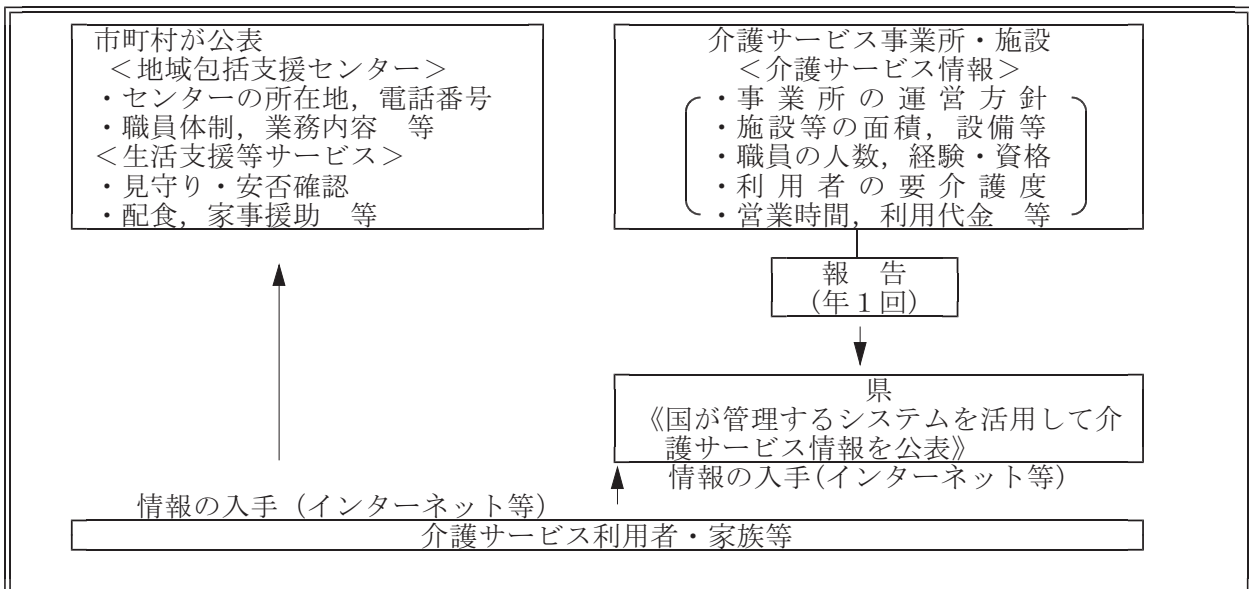 市町村が公表
＜地域包括支援センター＞
・センターの所在地，電話番号
・職員体制，業務内容　等
＜生活支援等サービス＞
・見守り・安否確認
・配食，家事援助　等
介護サービス事業所・施設
＜介護サービス情報＞
・事業所の運営方針
・施設等の面積，設備等
・職員の人数，経験・資格
・利用者の要介護度
・営業時間，利用代金　等
報　告
(年１回)
県
《国が管理するシステムを活用して介
護サービス情報を公表》
情報の入手(インターネット等)
情報の入手（インターネット等）
介護サービス利用者・家族等